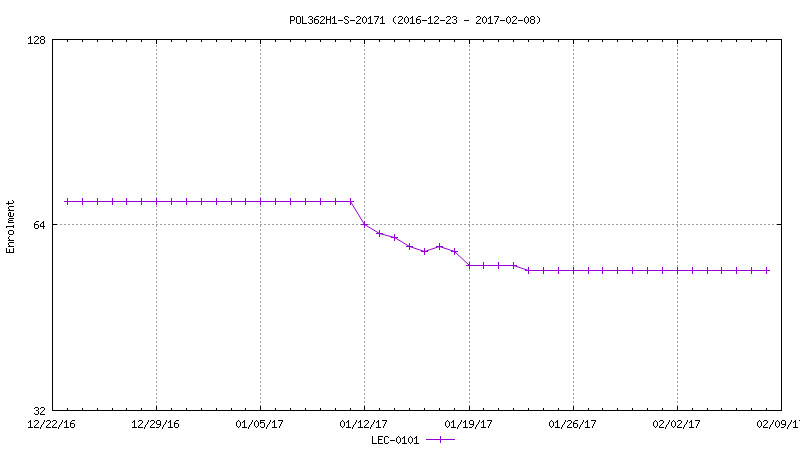 POL362H1-S-20171 (2016-12-23 - 2017-02-08)
128
64
32
Enrolment
12/22/16 12/29/16 01/05/17 01/12/17 01/19/17 01/26/17 02/02/17 02/09/1
LEC-0101